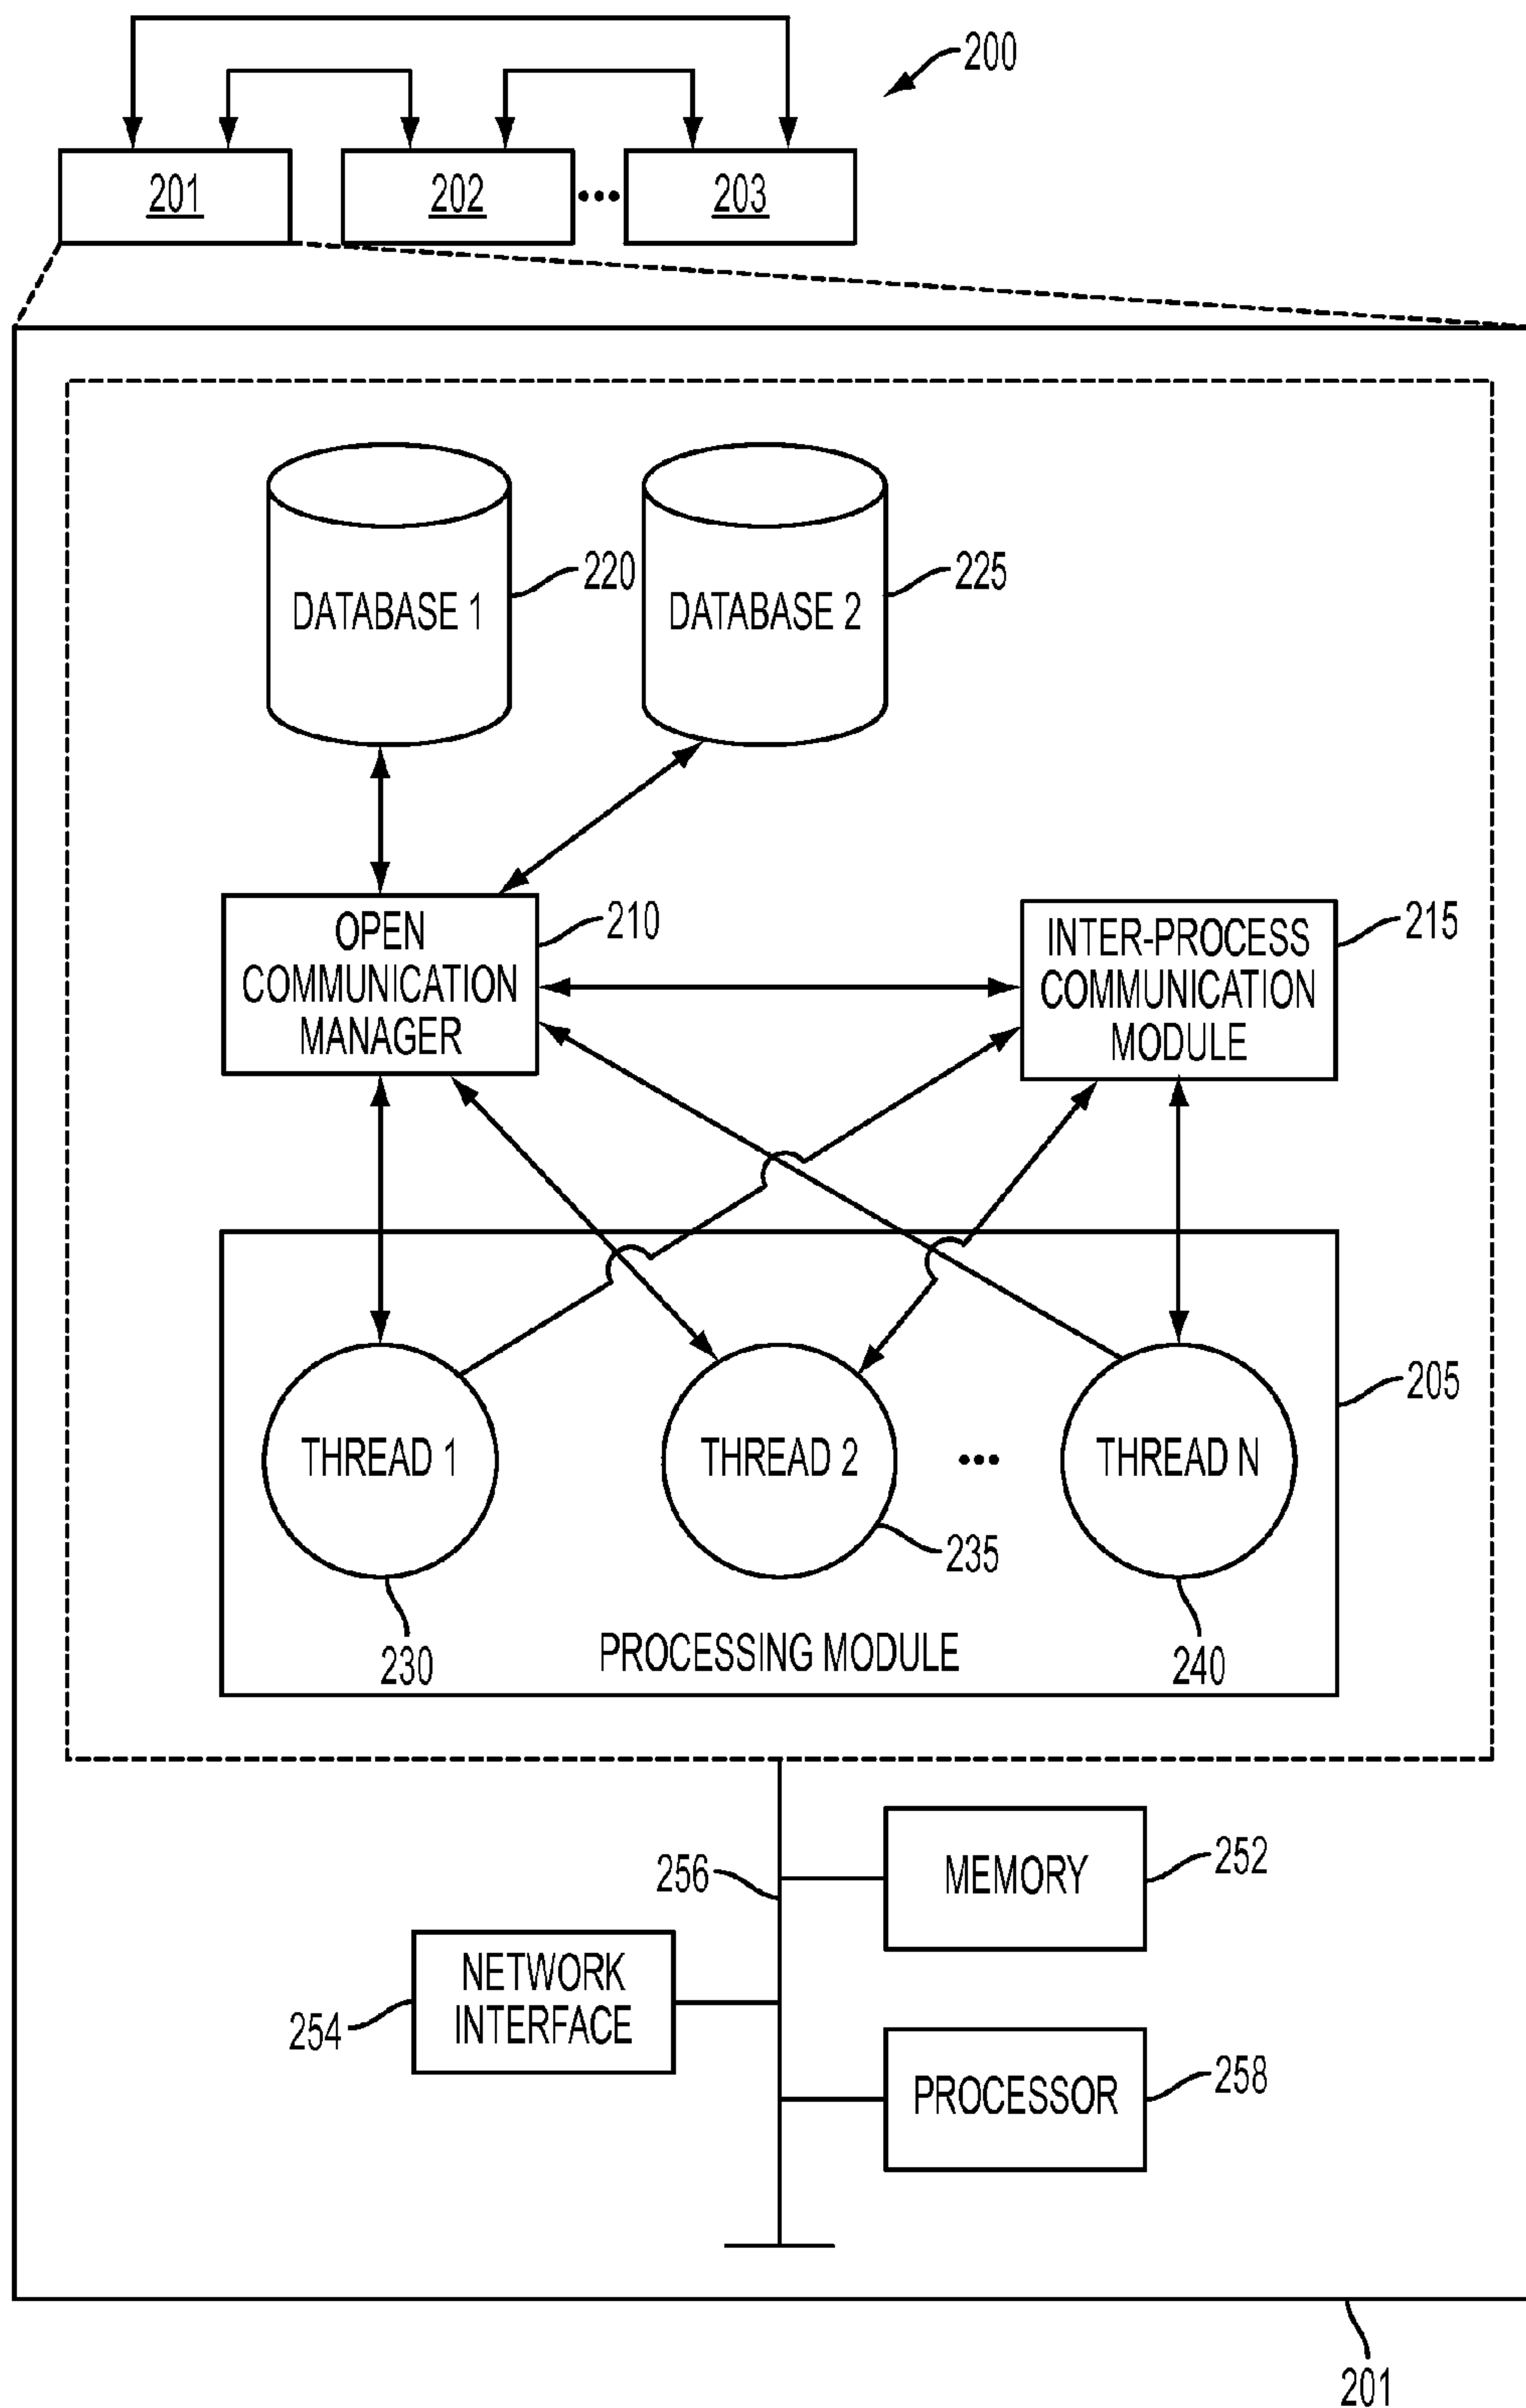 200
201
202
...
203
DATABASE 1
220
DATABASE 2
225
OPEN
COMMUNICATION
MANAGER
210
INTER-PROCESS
COMMUNICATION
MODULE
215
205
THREAD 1
THREAD 2
...
THREAD N
235
230
240
PROCESSING MODULE
256
MEMORY
252
NETWORK
INTERFACE
254
PROCESSOR
258
201